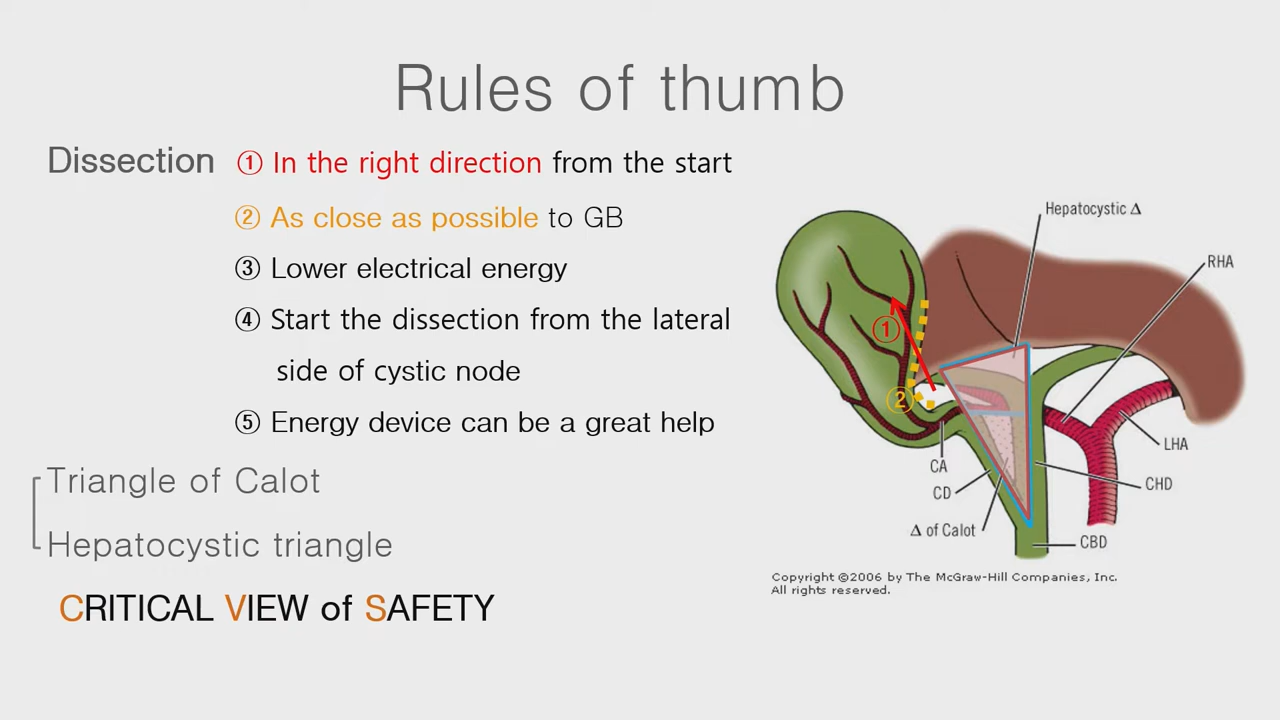 Rules of thumb
Dissection ① In the right direction from the start
② As close as possible to GB
③ Lower electrical energy
④ Start the dissection from the lateral
side of cystic node
⑤ Energy device can be a great help
Triangle of Calot
Hepatocystic triangle
CRITICAL VIEW of SAFETY
Hepatocystic Δ
RHA
①
②
CA
CD
Δ of Calot
LHA
CHD
CBD
Copyright ©2006 by The McGraw-Hill Companies, Inc.
All rights reserved.